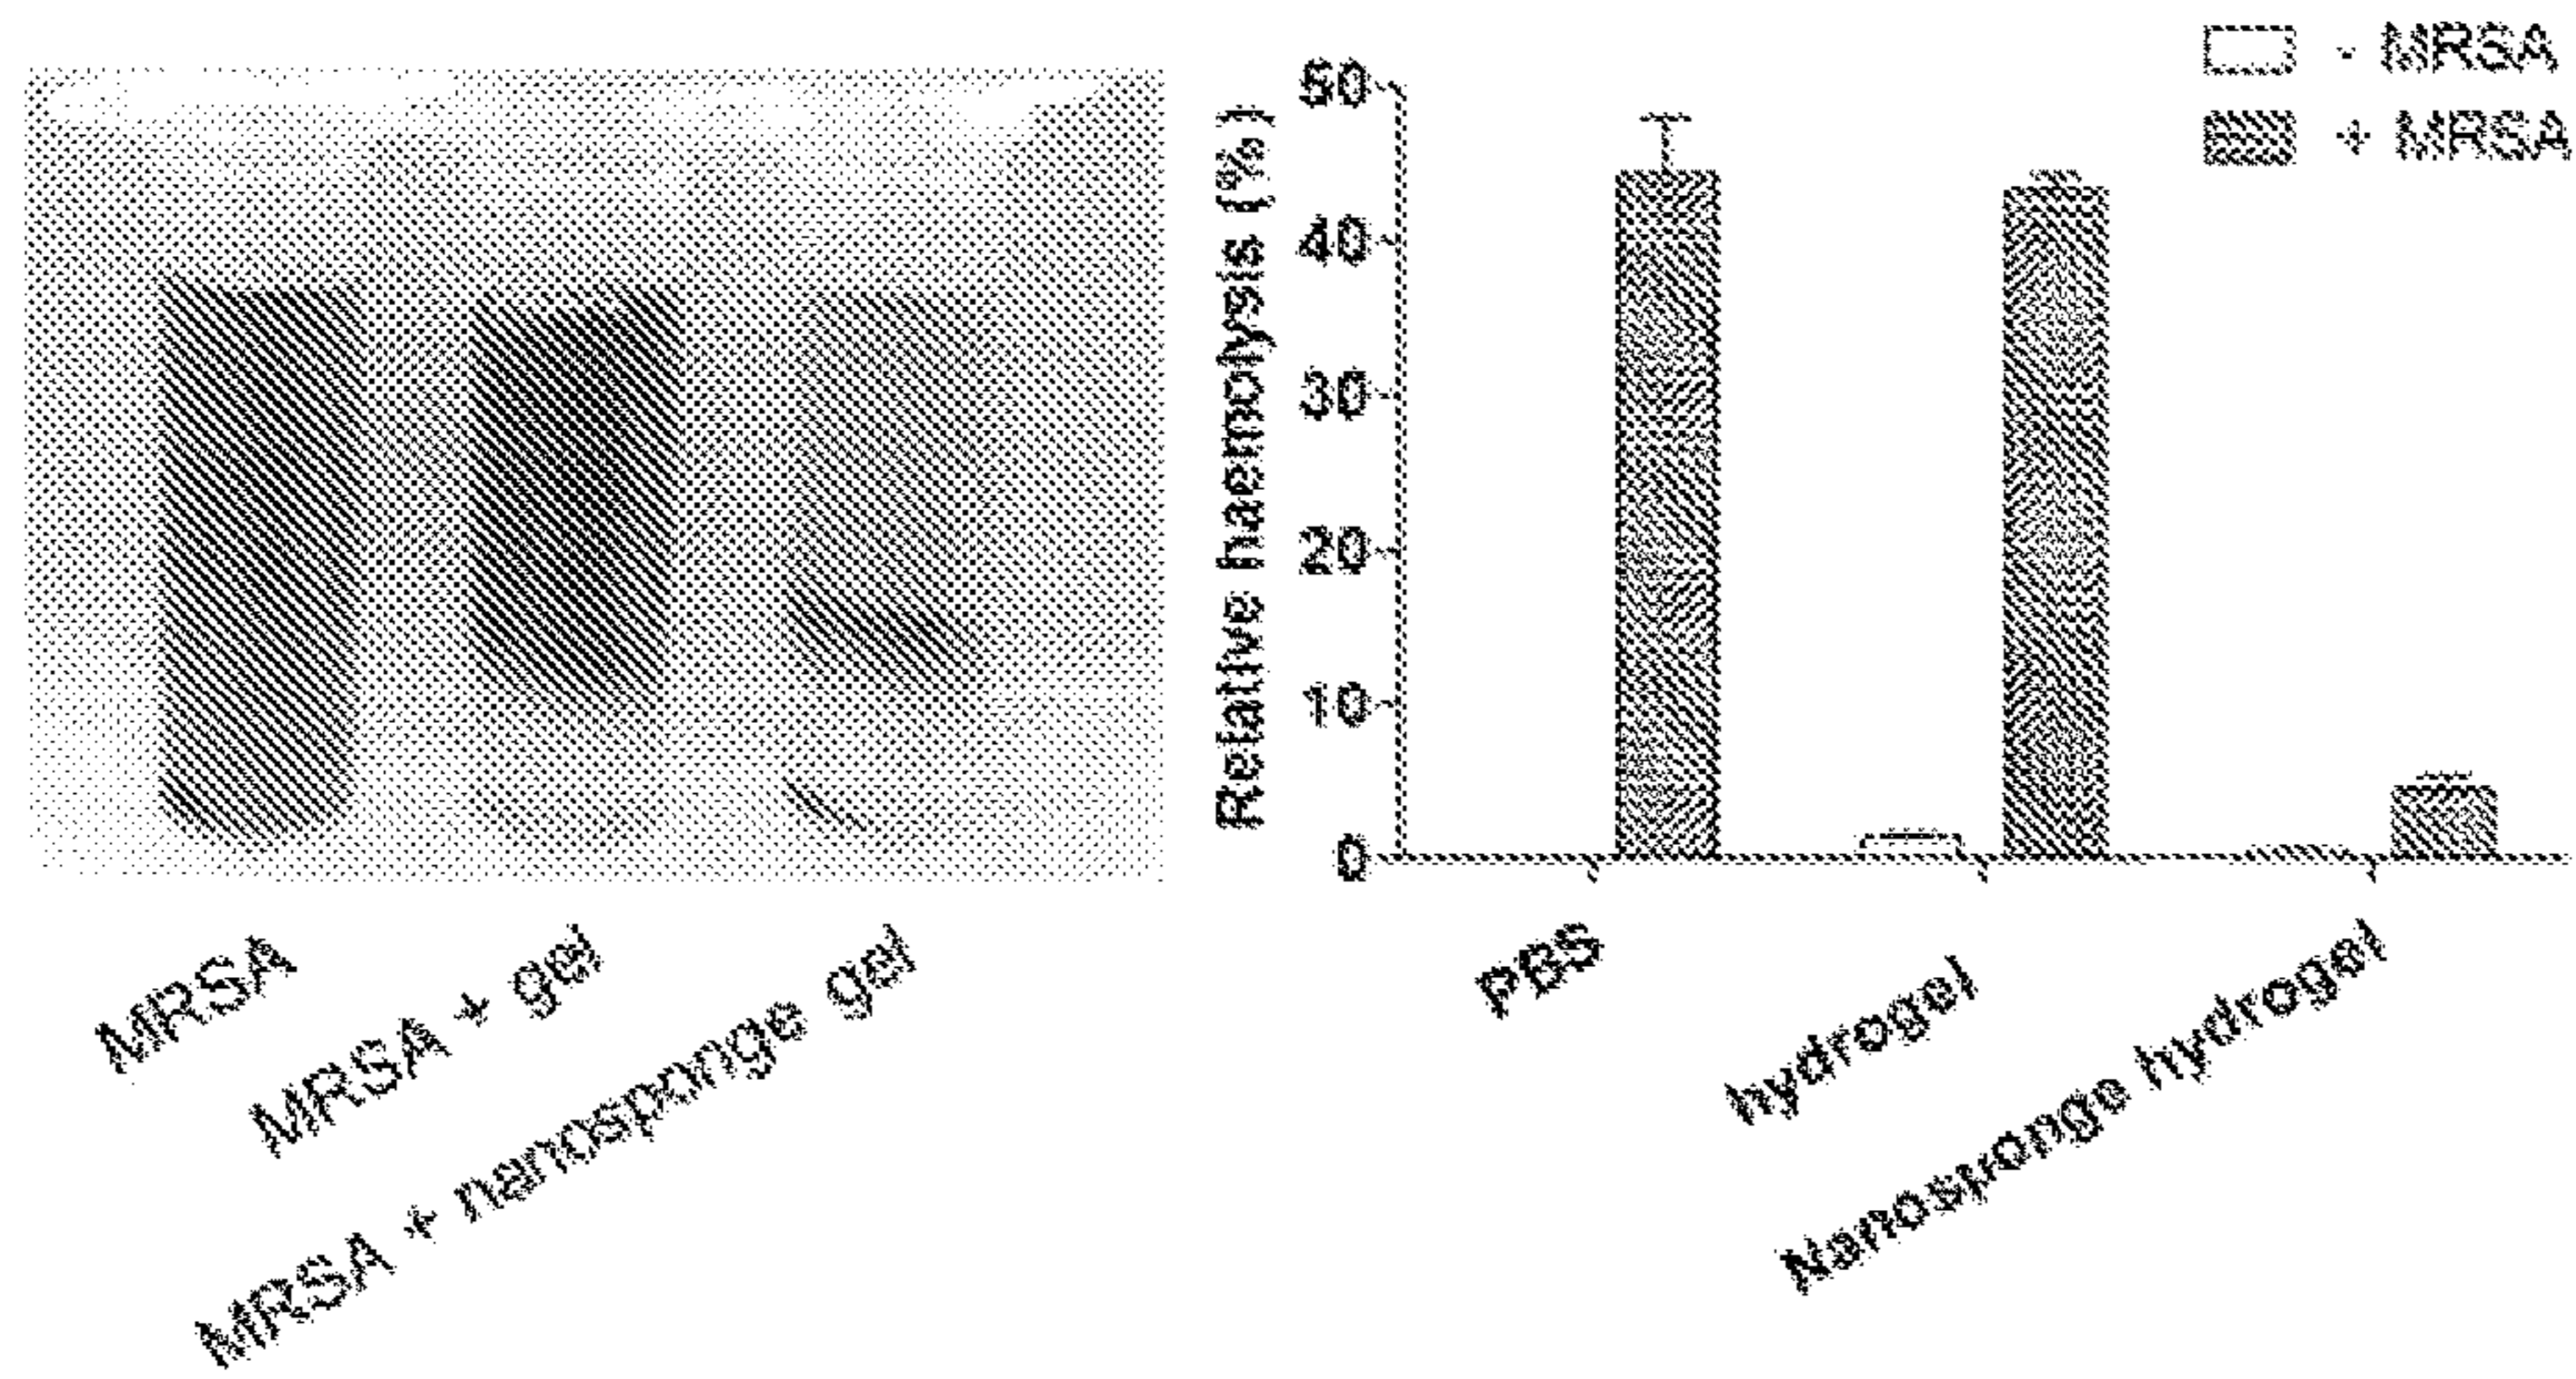 - MRSA
+ MRSA
Relative haemolysis (%)
50
40
30
20
10
0
MRSA
MRSA + gel
MRSA + nanosponge gel
PBS
hydrogel
Nanosponge hydrogel